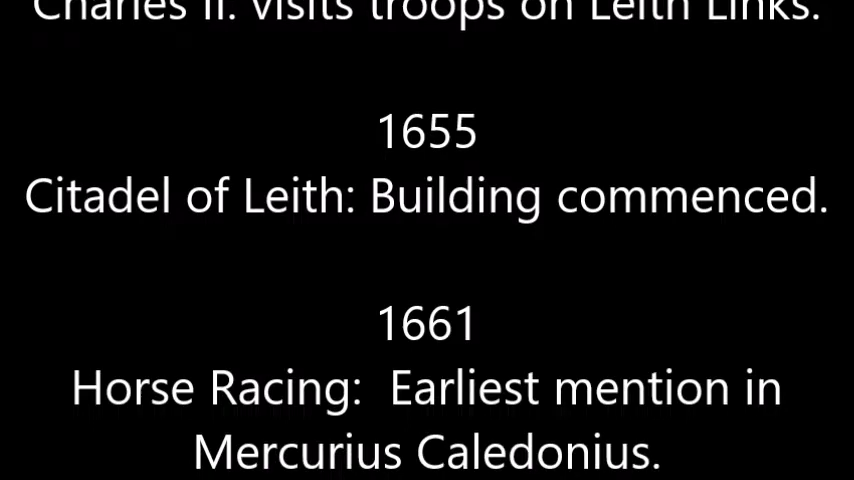 Charles II. visits troops on Leith Links.
1655
Citadel of Leith: Building commenced.
1661
Horse Racing:  Earliest mention in
Mercurius Caledonius.